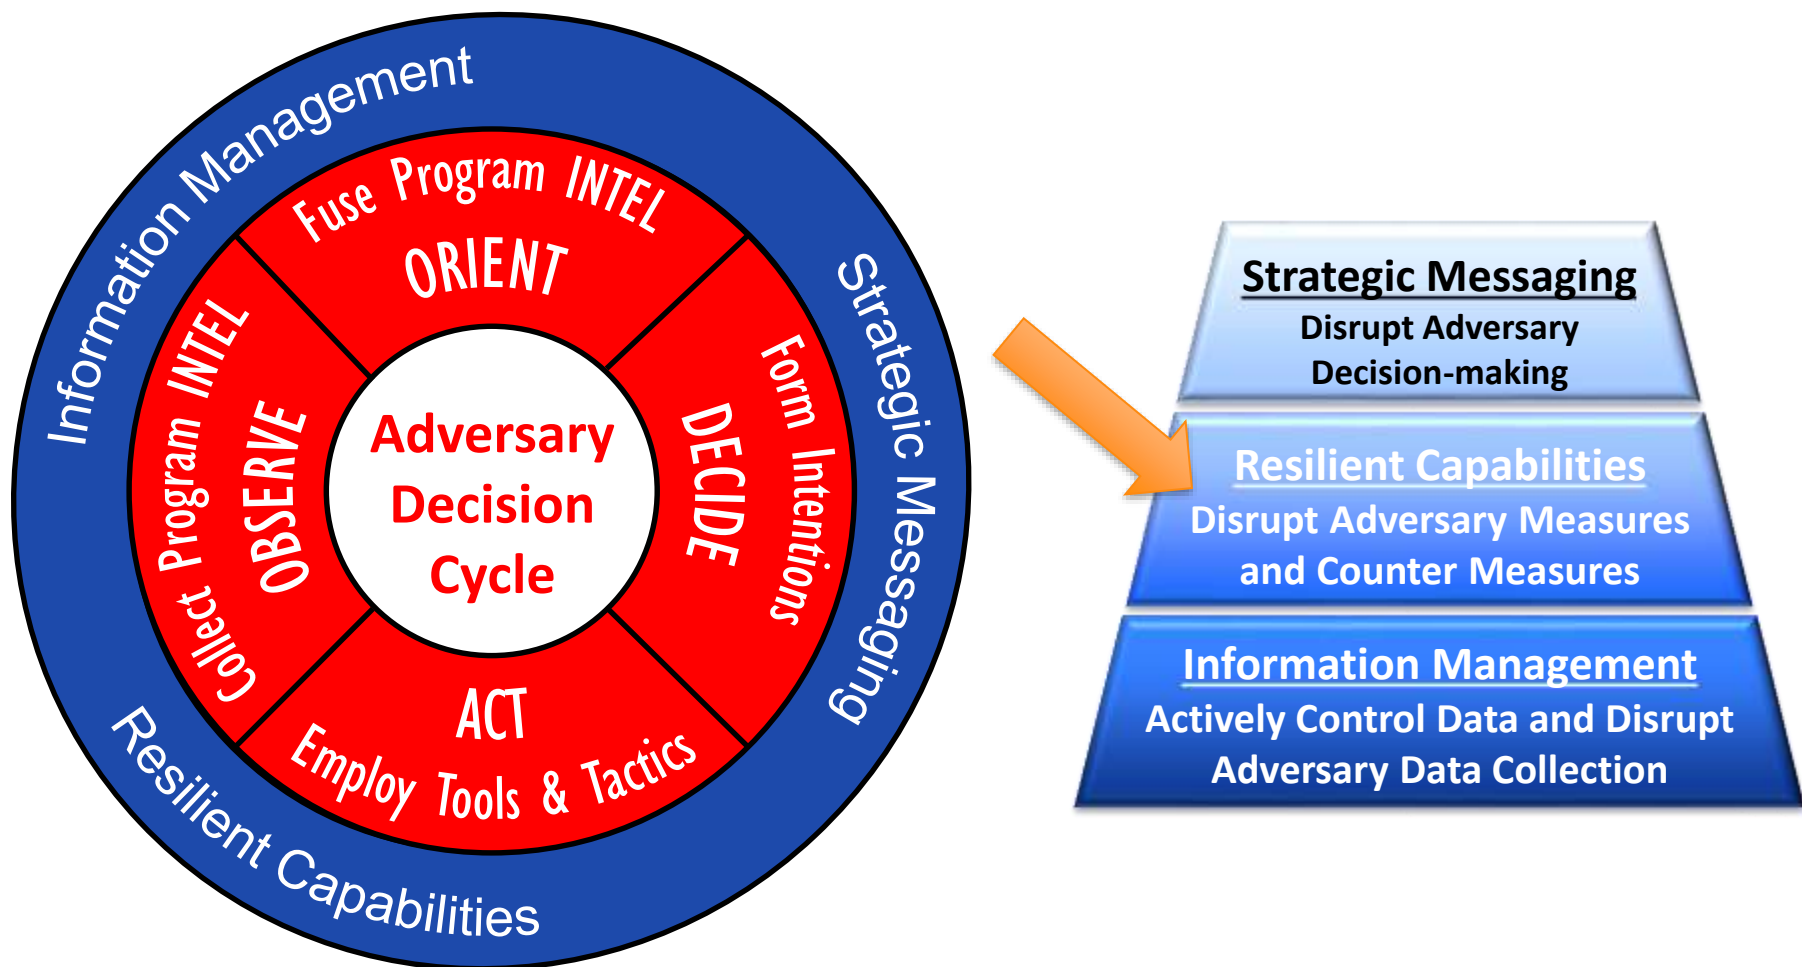 Information Management
Strategic Messaging
Resilient Capabilities
Fuse Program INTEL
ORIENT
Form Intentions
DECIDE
ACT
Employ Tools & Tactics
Collect Program INTEL
OBSERVE
Adversary
Decision
Cycle
Strategic Messaging
Disrupt Adversary
Decision-making
Resilient Capabilities
Disrupt Adversary Measures
and Counter Measures
Information Management
Actively Control Data and Disrupt
Adversary Data Collection